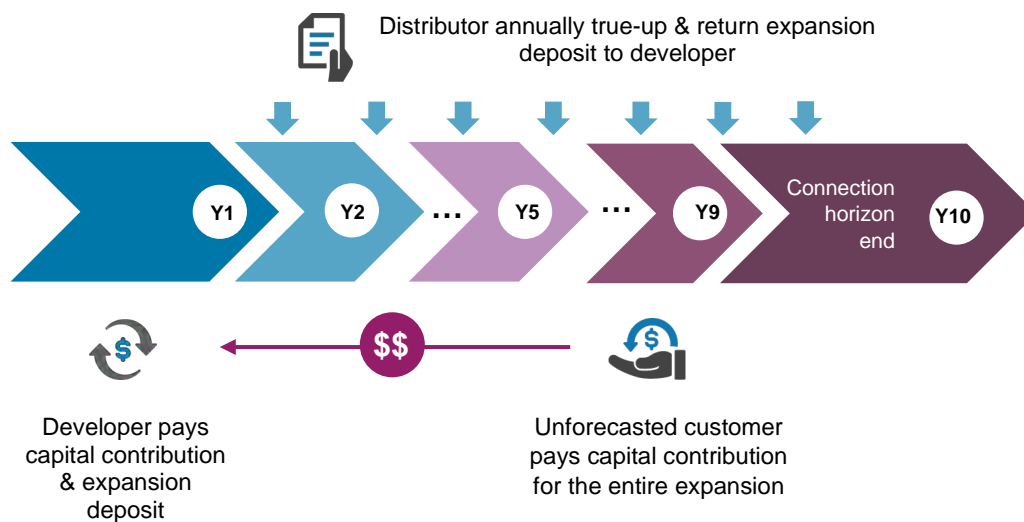 Distributor annually true-up & return expansion
deposit to developer
Y1
Y2
...
Y5
...
Y9
Connection
horizon
end
Y10
$
$$
$
Developer pays
capital contribution
& expansion
deposit
Unforecasted customer
pays capital contribution
for the entire expansion